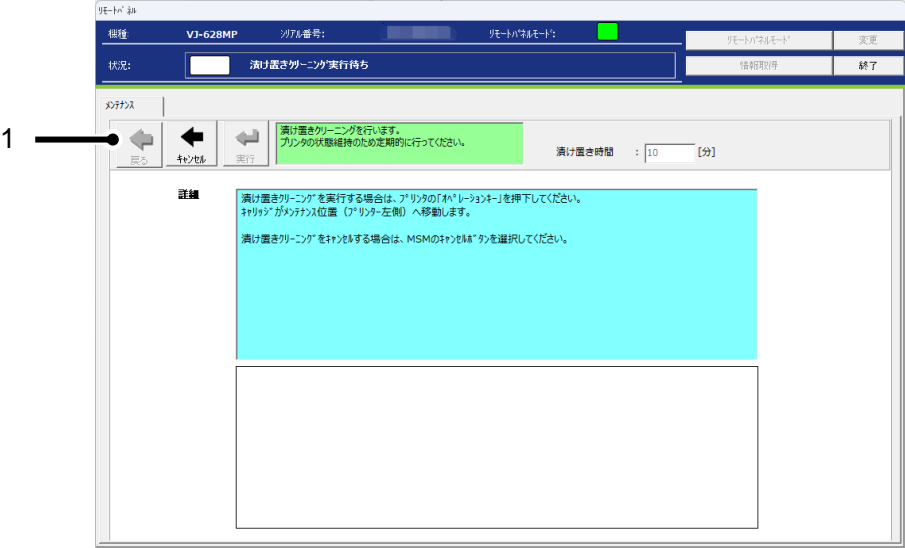 ﾘﾓｰﾄﾊﾟﾈﾙ
機種: VJ-628MP ｼﾘｱﾙ番号: ﾘﾓｰﾄﾊﾟﾈﾙﾓｰﾄﾞ:
ﾘﾓｰﾄﾊﾟﾈﾙﾓｰﾄﾞ 変更
状況: 漬け置きｸﾘｰﾆﾝｸﾞ実行待ち
情報取得 終了
ﾒﾝﾃﾅﾝｽ
1
戻る ｷｬﾝｾﾙ 実行
漬け置きｸﾘｰﾆﾝｸﾞを行います。
プリンタの状態維持のため定期的に行ってください。
漬け置き時間 : 10 [分]
詳細
漬け置きｸﾘｰﾆﾝｸﾞを実行する場合は、ﾌﾟﾘﾝﾀの｢ｵﾍﾟﾚｰｼｮﾝｷｰ｣を押下してください。
ｷｬﾘｯｼﾞがﾒﾝﾃﾅﾝｽ位置（ﾌﾟﾘﾝﾀｰ左側）へ移動します。
漬け置きｸﾘｰﾆﾝｸﾞをｷｬﾝｾﾙする場合は、MSMのｷｬﾝｾﾙﾎﾞﾀﾝを選択してください。